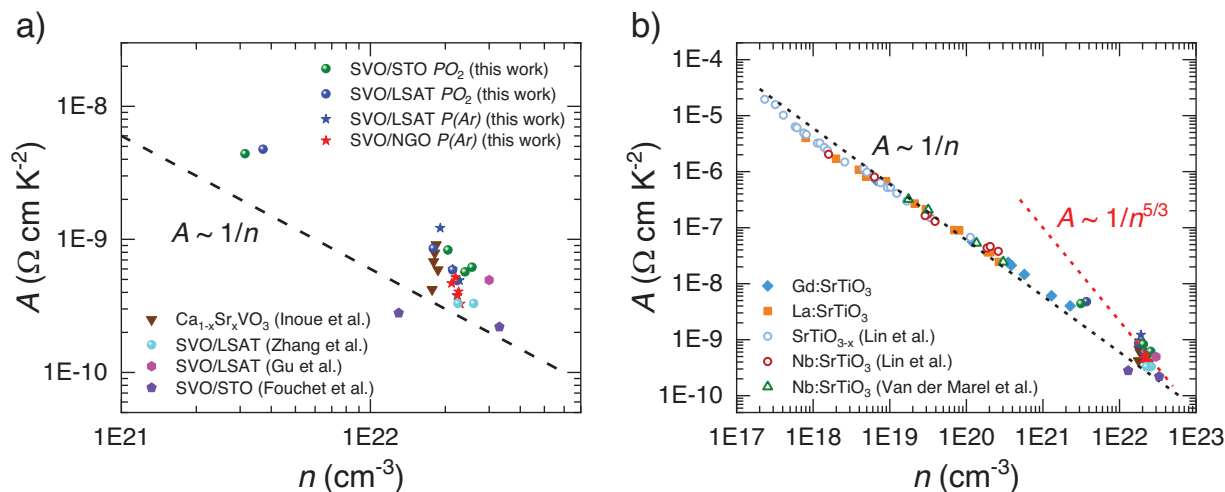 a)
1E-8
1E-9
1E-10
A (Ω cm K⁻²)
SVO/STO PO₂ (this work)
SVO/LSAT PO₂ (this work)
SVO/LSAT P(Ar) (this work)
SVO/NGO P(Ar) (this work)
A ~ 1/n
Ca₁₋ₓSrₓVO₃ (Inoue et al.)
SVO/LSAT (Zhang et al.)
SVO/LSAT (Gu et al.)
SVO/STO (Fouchet et al.)
1E21
1E22
n (cm⁻³)
b)
1E-4
1E-5
1E-6
1E-7
1E-8
1E-9
1E-10
A (Ω cm K⁻²)
A ~ 1/n
A ~ 1/n⁵ᐟ³
Gd:SrTiO₃
La:SrTiO₃
SrTiO₃₋ₓ (Lin et al.)
Nb:SrTiO₃ (Lin et al.)
Nb:SrTiO₃ (Van der Marel et al.)
1E17
1E18
1E19
1E20
1E21
1E22
1E23
n (cm⁻³)